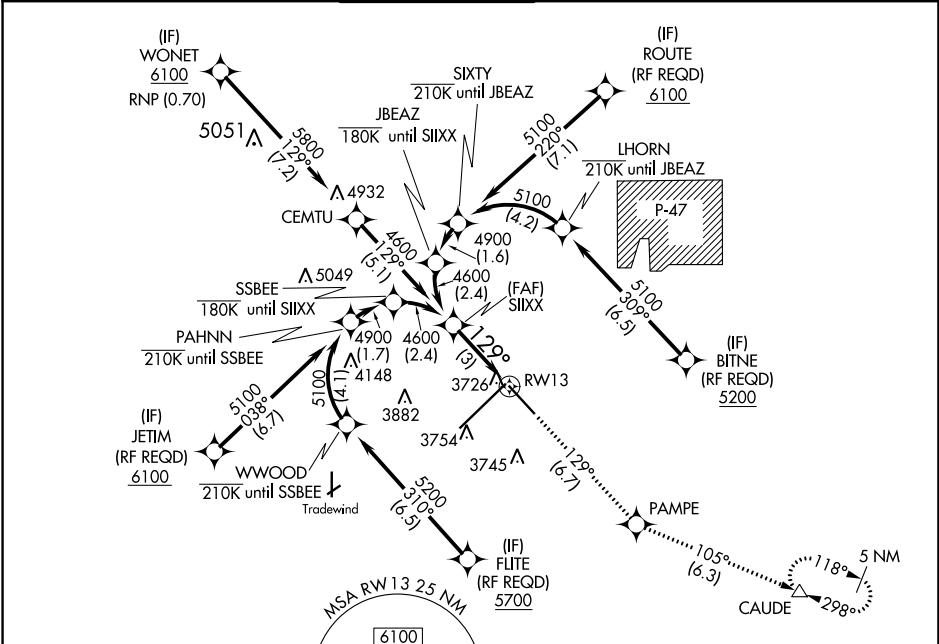 (IF)
WONET
6100
RNP (0.70)
5051
5800
129°
(7.2)
4932
CEMTU
4600
129°
(5.1)
SIXTY
210K until JBEAZ
JBEAZ
180K until SIIXX
(IF)
ROUTE
(RF REQD)
6100
5100
220°
(7.1)
LHORN
210K until JBEAZ
5100
(4.2)
P-47
4900
(1.6)
4600
(2.4)
(FAF)
SIIXX
5100
309°
(6.5)
(IF)
BITNE
(RF REQD)
5200
5049
SSBEE
180K until SIIXX
PAHNN
210K until SSBEE
4900
(1.7)
4600
(2.4)
129°
(3)
RW13
3726
4148
3882
3754
3745
5100
(4.1)
5100
038°
(6.7)
(IF)
JETIM
(RF REQD)
6100
WWOOD
210K until SSBEE
Tradewind
5200
310°
(6.5)
(IF)
FLITE
(RF REQD)
5700
129°
(6.7)
PAMPE
105°
(6.3)
CAUDE
118°
298°
5 NM
MSA RW13 25 NM
6100